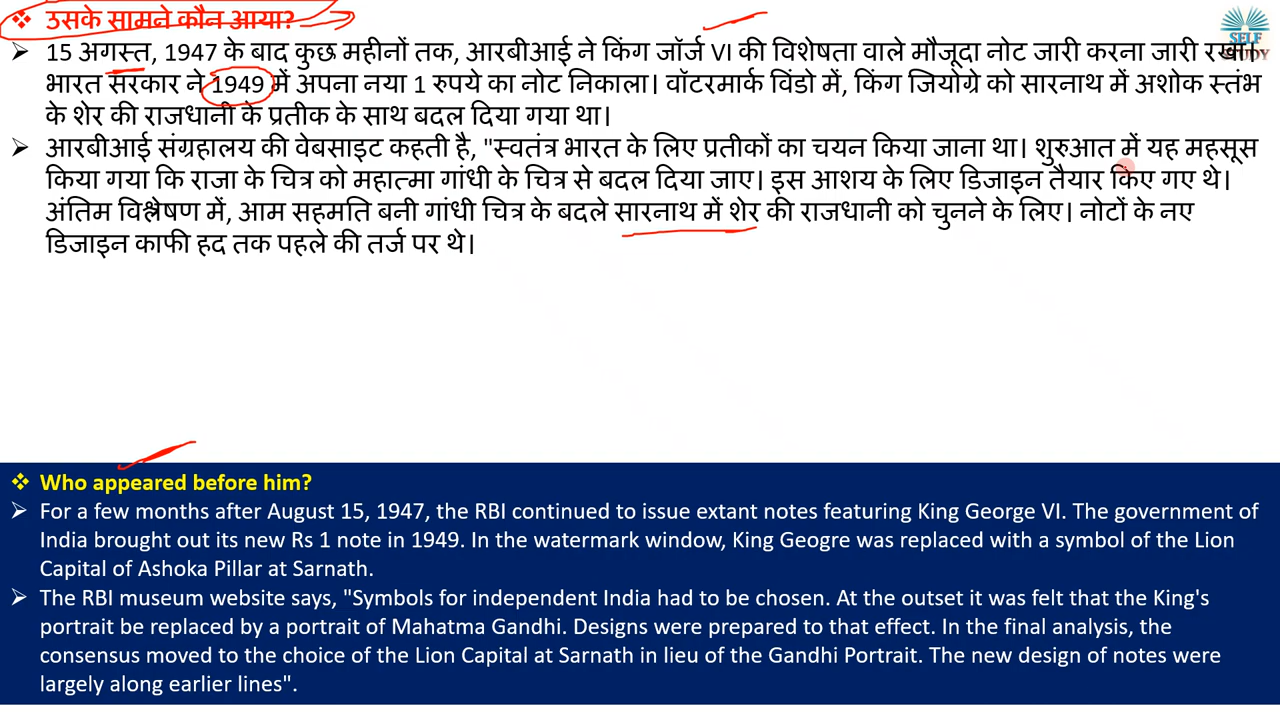 ❖ उसके सामने कौन आया?
➢ 15 अगस्त, 1947 के बाद कुछ महीनों तक, आरबीआई ने किंग जॉर्ज VI की विशेषता वाले मौजूदा नोट जारी करना जारी रखा।
भारत सरकार ने 1949 में अपना नया 1 रुपये का नोट निकाला। वॉटरमार्क विंडो में, किंग जियोग्रे को सारनाथ में अशोक स्तंभ
के शेर की राजधानी के प्रतीक के साथ बदल दिया गया था।
➢ आरबीआई संग्रहालय की वेबसाइट कहती है, "स्वतंत्र भारत के लिए प्रतीकों का चयन किया जाना था। शुरुआत में यह महसूस
किया गया कि राजा के चित्र को महात्मा गांधी के चित्र से बदल दिया जाए। इस आशय के लिए डिजाइन तैयार किए गए थे।
अंतिम विश्लेषण में, आम सहमति बनी गांधी चित्र के बदले सारनाथ में शेर की राजधानी को चुनने के लिए। नोटों के नए
डिजाइन काफी हद तक पहले की तर्ज पर थे।
SELF
STUDY
❖ Who appeared before him?
➢ For a few months after August 15, 1947, the RBI continued to issue extant notes featuring King George VI. The government of
India brought out its new Rs 1 note in 1949. In the watermark window, King Geogre was replaced with a symbol of the Lion
Capital of Ashoka Pillar at Sarnath.
➢ The RBI museum website says, "Symbols for independent India had to be chosen. At the outset it was felt that the King's
portrait be replaced by a portrait of Mahatma Gandhi. Designs were prepared to that effect. In the final analysis, the
consensus moved to the choice of the Lion Capital at Sarnath in lieu of the Gandhi Portrait. The new design of notes were
largely along earlier lines".